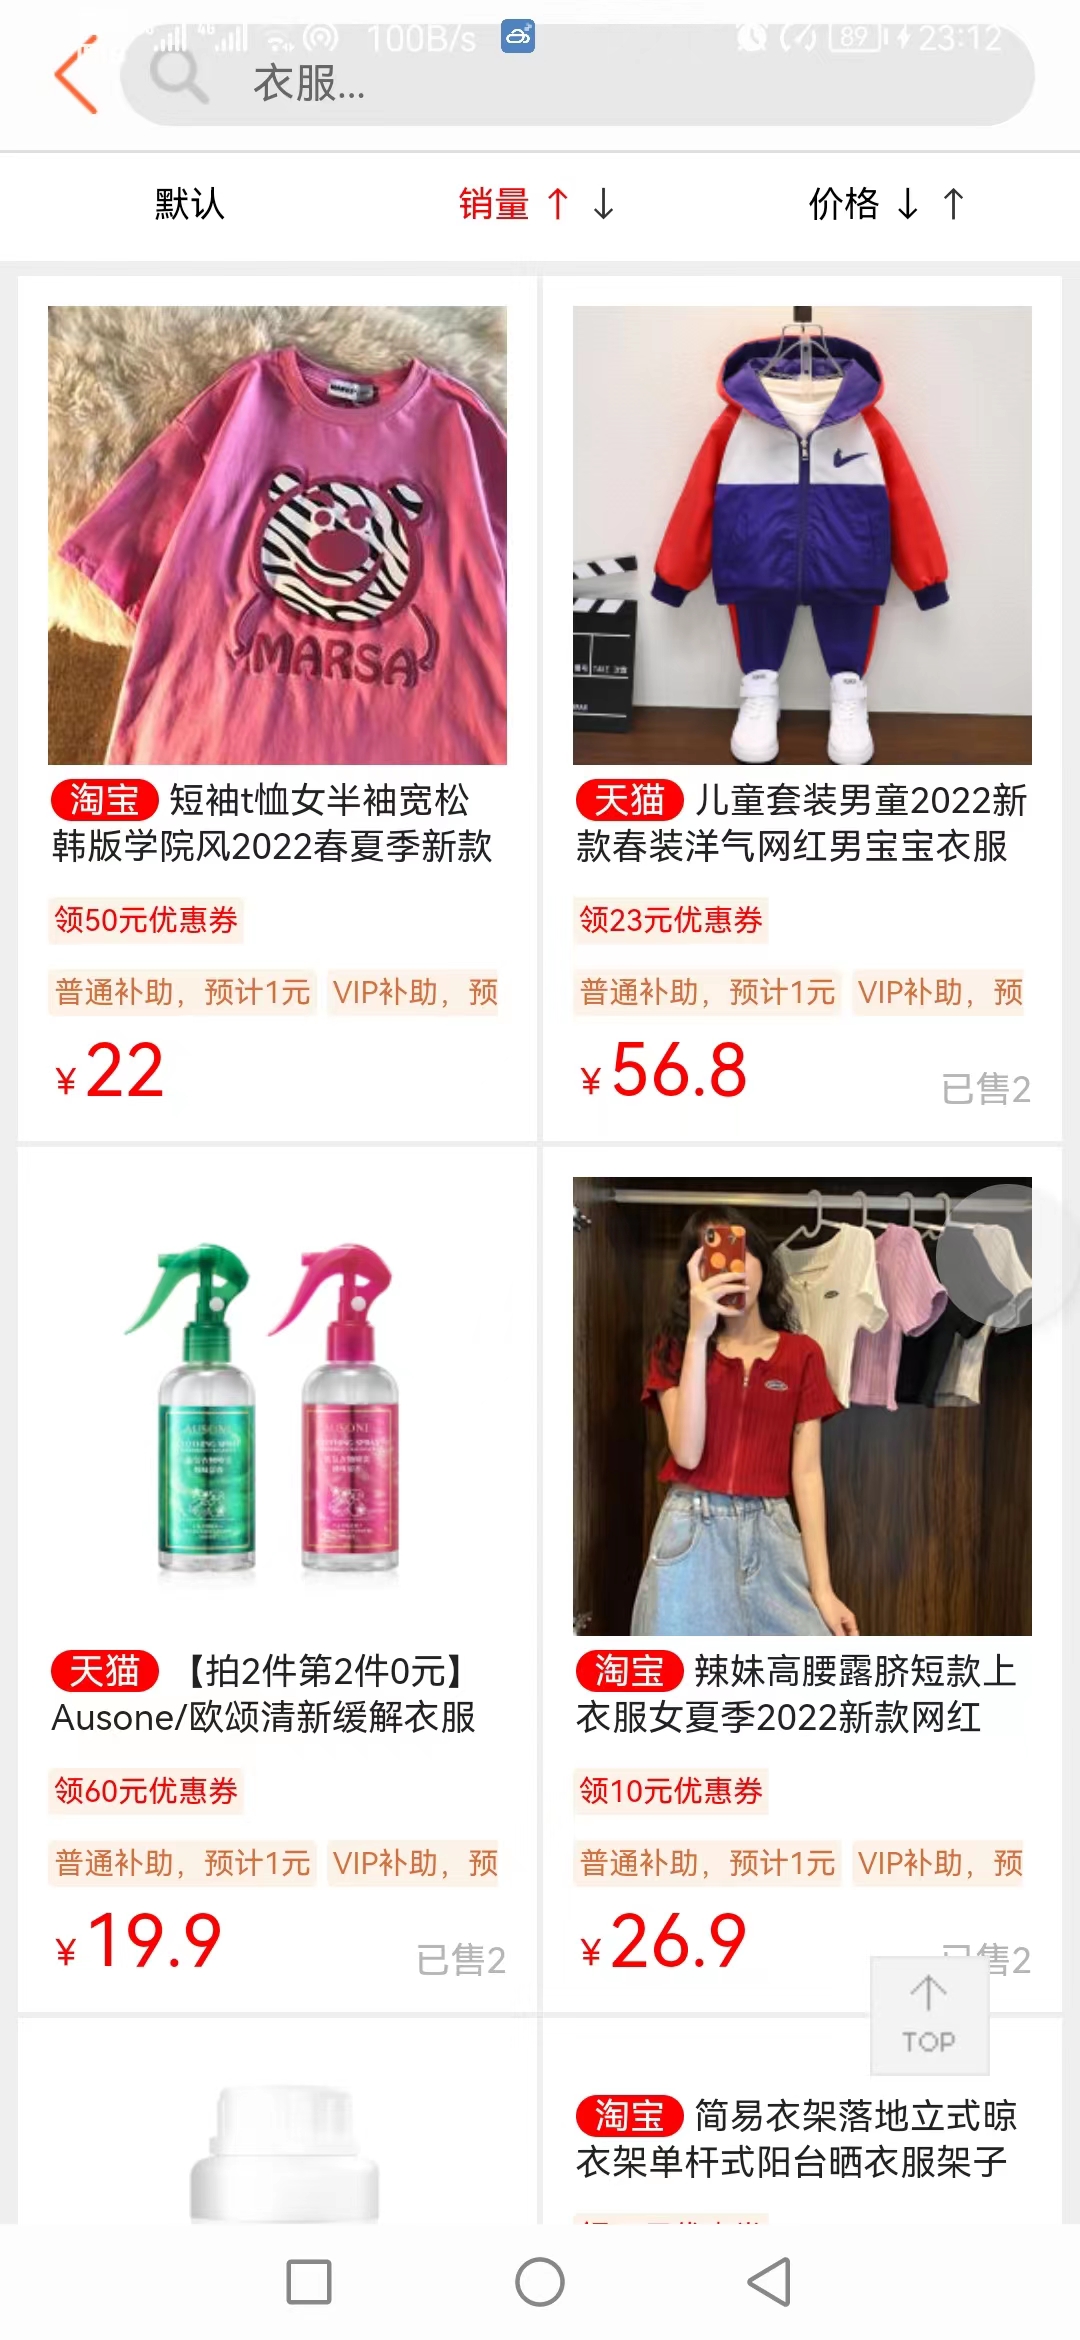 100B/s
89
23:12
衣服...
默认
销量 ↑ ↓
价格 ↓ ↑
MARSA
淘宝 短袖t恤女半袖宽松
韩版学院风2022春夏季新款
领50元优惠券
普通补助，预计1元 VIP补助，预
¥22
天猫 儿童套装男童2022新
款春装洋气网红男宝宝衣服
领23元优惠券
普通补助，预计1元 VIP补助，预
¥56.8
已售2
天猫 【拍2件第2件0元】
Ausone/欧颂清新缓解衣服
领60元优惠券
普通补助，预计1元 VIP补助，预
¥19.9
已售2
淘宝 辣妹高腰露脐短款上
衣服女夏季2022新款网红
领10元优惠券
普通补助，预计1元 VIP补助，预
¥26.9
已售2
TOP
淘宝 简易衣架落地立式晾
衣架单杆式阳台晒衣服架子